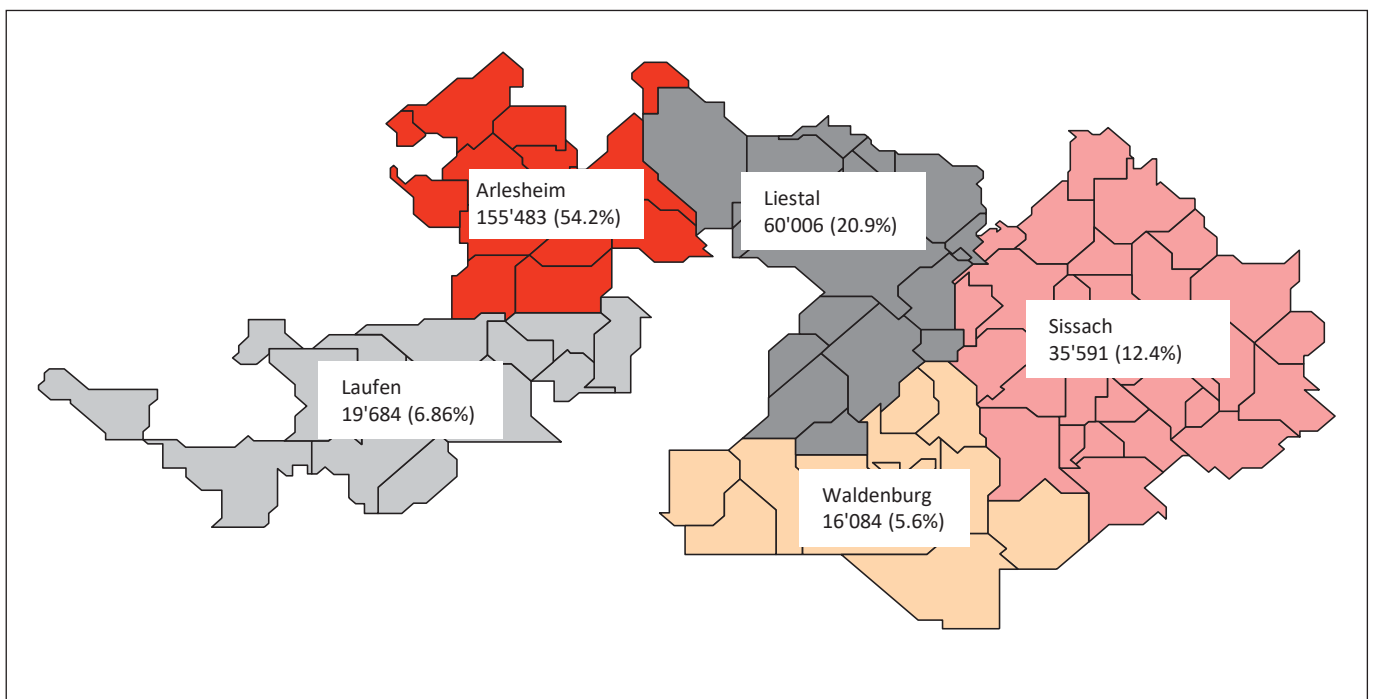 Arlesheim
155'483 (54.2%)
Liestal
60'006 (20.9%)
Sissach
35'591 (12.4%)
Laufen
19'684 (6.86%)
Waldenburg
16'084 (5.6%)